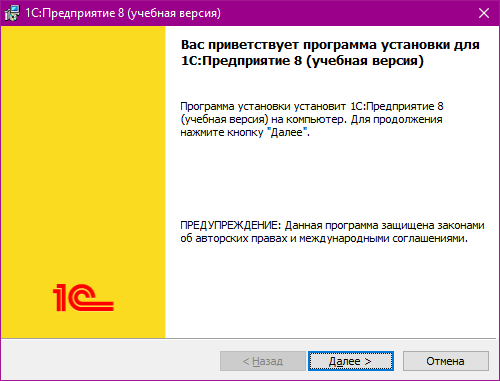 1С:Предприятие 8 (учебная версия)
Вас приветствует программа установки для
1С:Предприятие 8 (учебная версия)
Программа установки установит 1С:Предприятие 8
(учебная версия) на компьютер. Для продолжения
нажмите кнопку "Далее".
ПРЕДУПРЕЖДЕНИЕ: Данная программа защищена законами
об авторских правах и международными соглашениями.
1С
< Назад
Далее >
Отмена